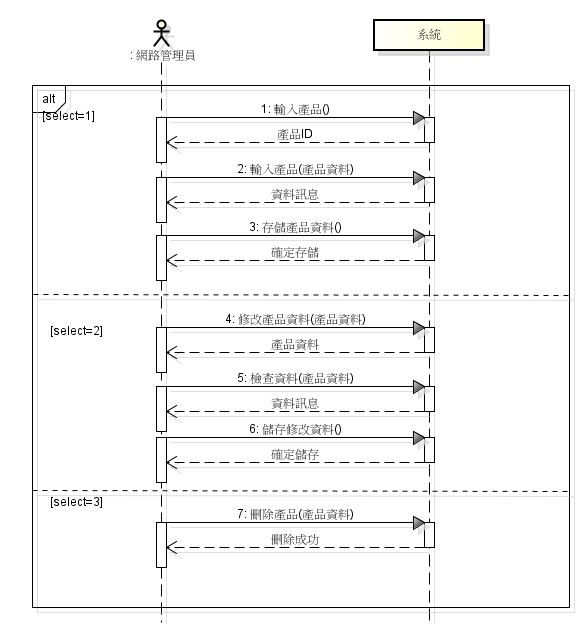 系統
: 網路管理員
alt
[select=1]
1: 輸入產品()
產品ID
2: 輸入產品(產品資料)
資料訊息
3: 存儲產品資料()
確定存儲
[select=2]
4: 修改產品資料(產品資料)
產品資料
5: 檢查資料(產品資料)
資料訊息
6: 儲存修改資料()
確定儲存
[select=3]
7: 刪除產品(產品資料)
刪除成功